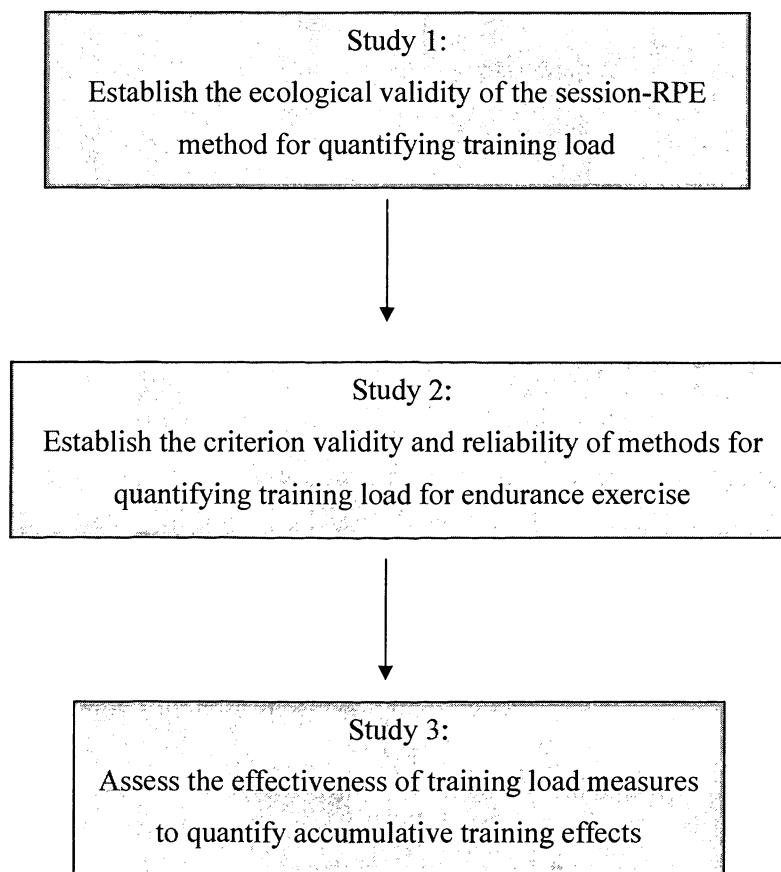 Study 1:
Establish the ecological validity of the session-RPE
method for quantifying training load
Study 2:
Establish the criterion validity and reliability of methods for
quantifying training load for endurance exercise
Study 3:
Assess the effectiveness of training load measures
to quantify accumulative training effects